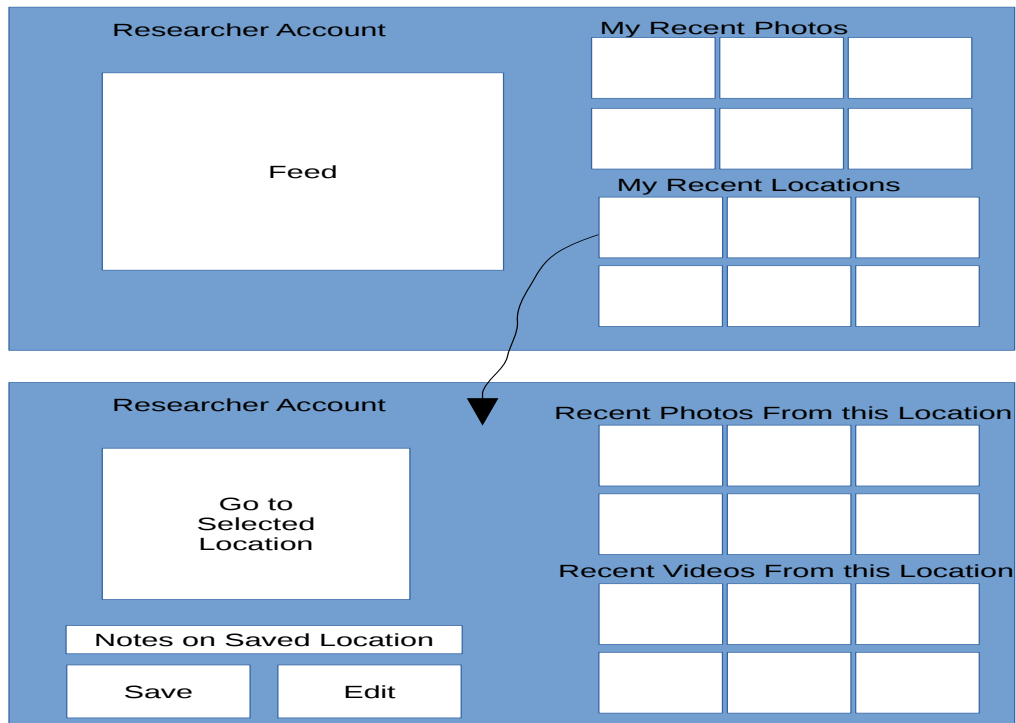 Researcher Account
My Recent Photos
Feed
My Recent Locations
Researcher Account
Recent Photos From this Location
Go to
Selected
Location
Recent Videos From this Location
Notes on Saved Location
Save
Edit